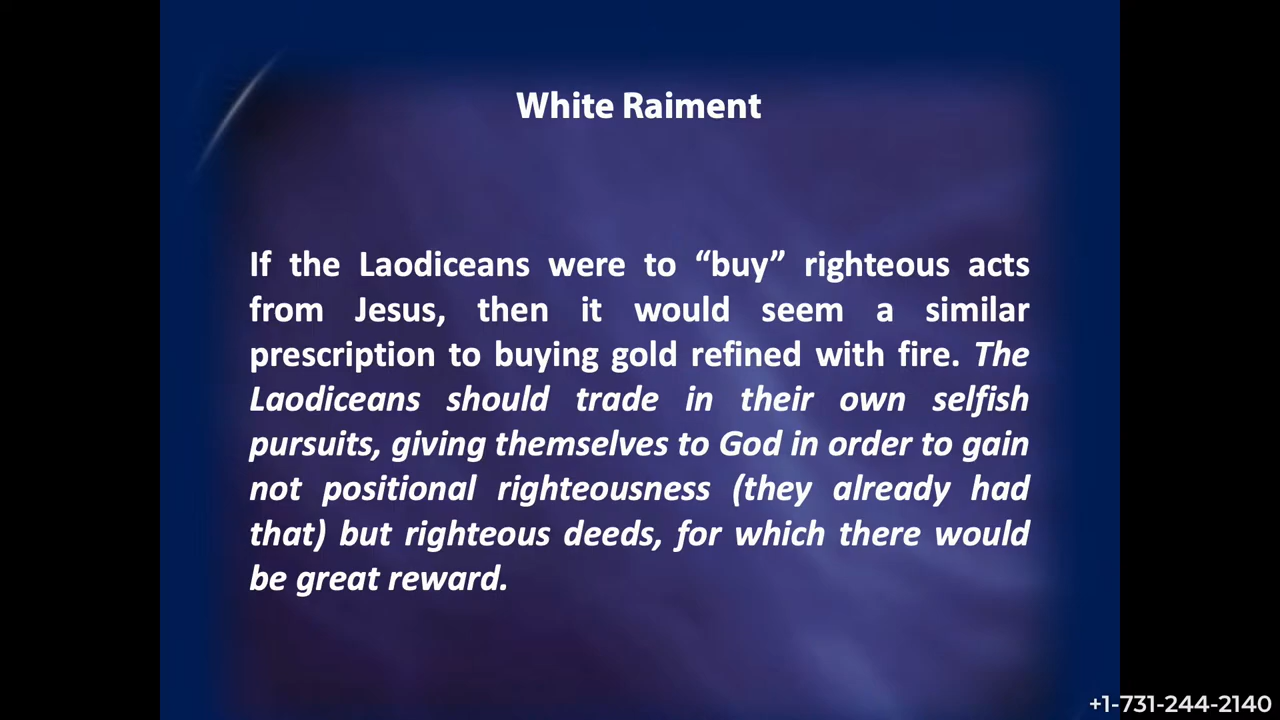 White Raiment
If the Laodiceans were to “buy” righteous acts
from Jesus, then it would seem a similar
prescription to buying gold refined with fire. The
Laodiceans should trade in their own selfish
pursuits, giving themselves to God in order to gain
not positional righteousness (they already had
that) but righteous deeds, for which there would
be great reward.
+1-731-244-2140